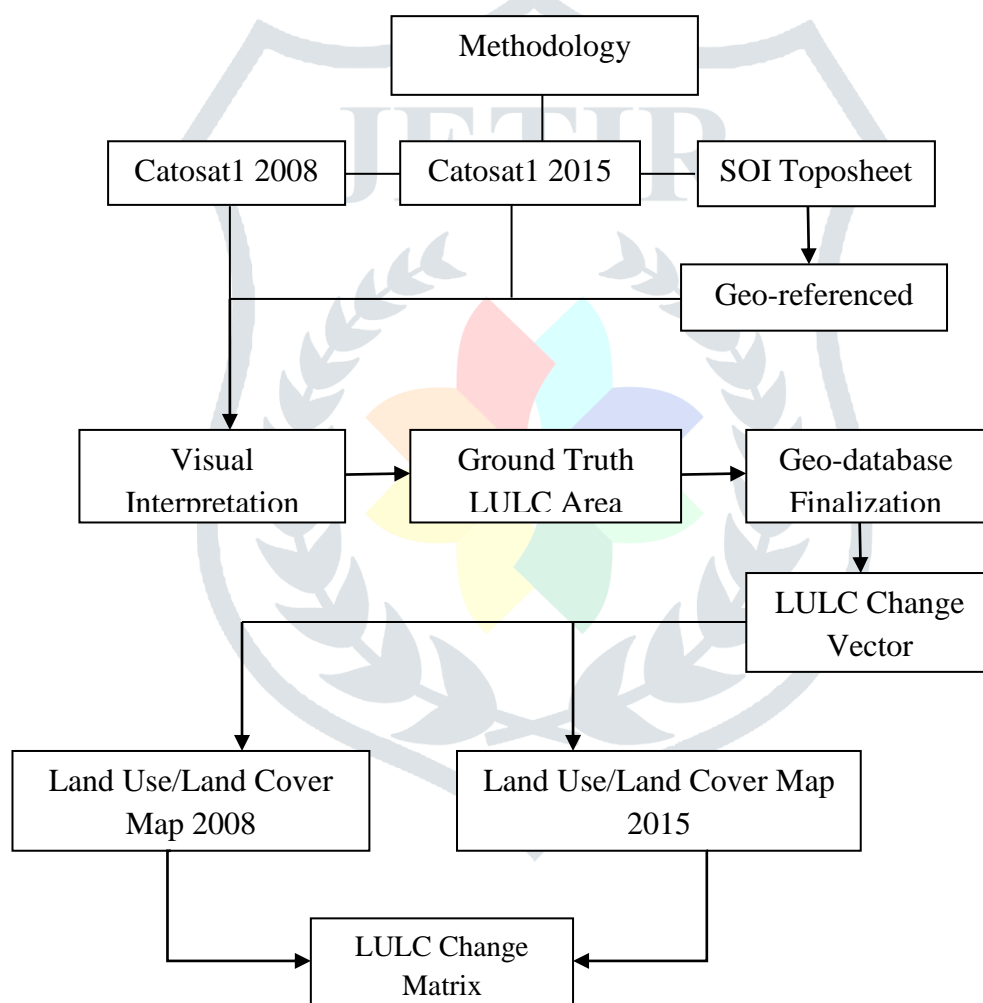 Methodology
JETIR
Catosat1 2008
Catosat1 2015
SOI Toposheet
Geo-referenced
Visual
Interpretation
Ground Truth
LULC Area
Geo-database
Finalization
LULC Change
Vector
Land Use/Land Cover
Map 2008
Land Use/Land Cover Map
2015
LULC Change
Matrix